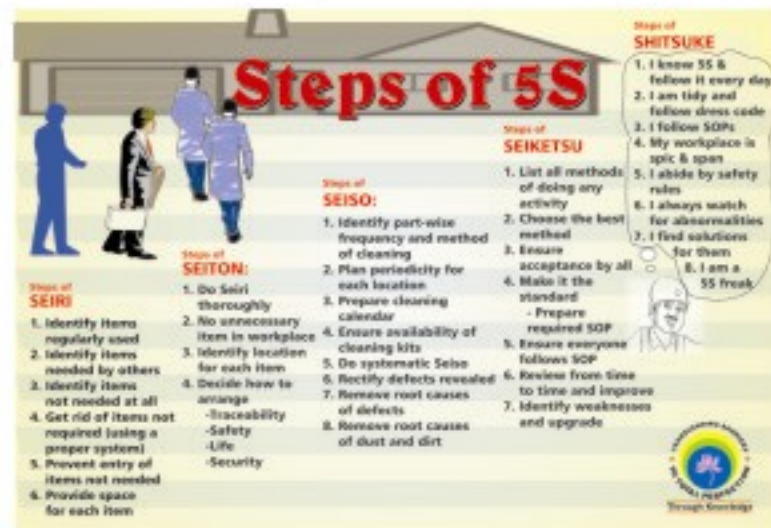 Steps of 5S
Steps of
SEIRI
1. Identify items
regularly used
2. Identify items
needed by others
3. Identify items
not needed at all
4. Get rid of items not
required (using a
proper system)
5. Prevent entry of
items not needed
6. Provide space
for each item
Steps of
SEITON:
1. Do Seiri
thoroughly
2. No unnecessary
item in workplace
3. Identify location
for each item
4. Decide how to
arrange
-Traceability
-Safety
-Life
-Security
Steps of
SEISO:
1. Identify part-wise
frequency and method
of cleaning
2. Plan periodicity for
each location
3. Prepare cleaning
calendar
4. Ensure availability of
cleaning kits
5. Do systematic Seiso
6. Rectify defects revealed
7. Remove root causes
of defects
8. Remove root causes
of dust and dirt
Steps of
SEIKETSU
1. List all methods
of doing any
activity
2. Choose the best
method
3. Ensure
acceptance by all
4. Make it the
standard
- Prepare
required SOP
5. Ensure everyone
follows SOP
6. Review from time
to time and improve
7. Identify weaknesses
and upgrade
Steps of
SHITSUKE
1. I know 5S &
follow it every day
2. I am tidy and
follow dress code
3. I follow SOPs
4. My workplace is
spic & span
5. I abide by safety
rules
6. I always watch
for abnormalities
7. I find solutions
for them
8. I am a
5S freak
Through Knowledge